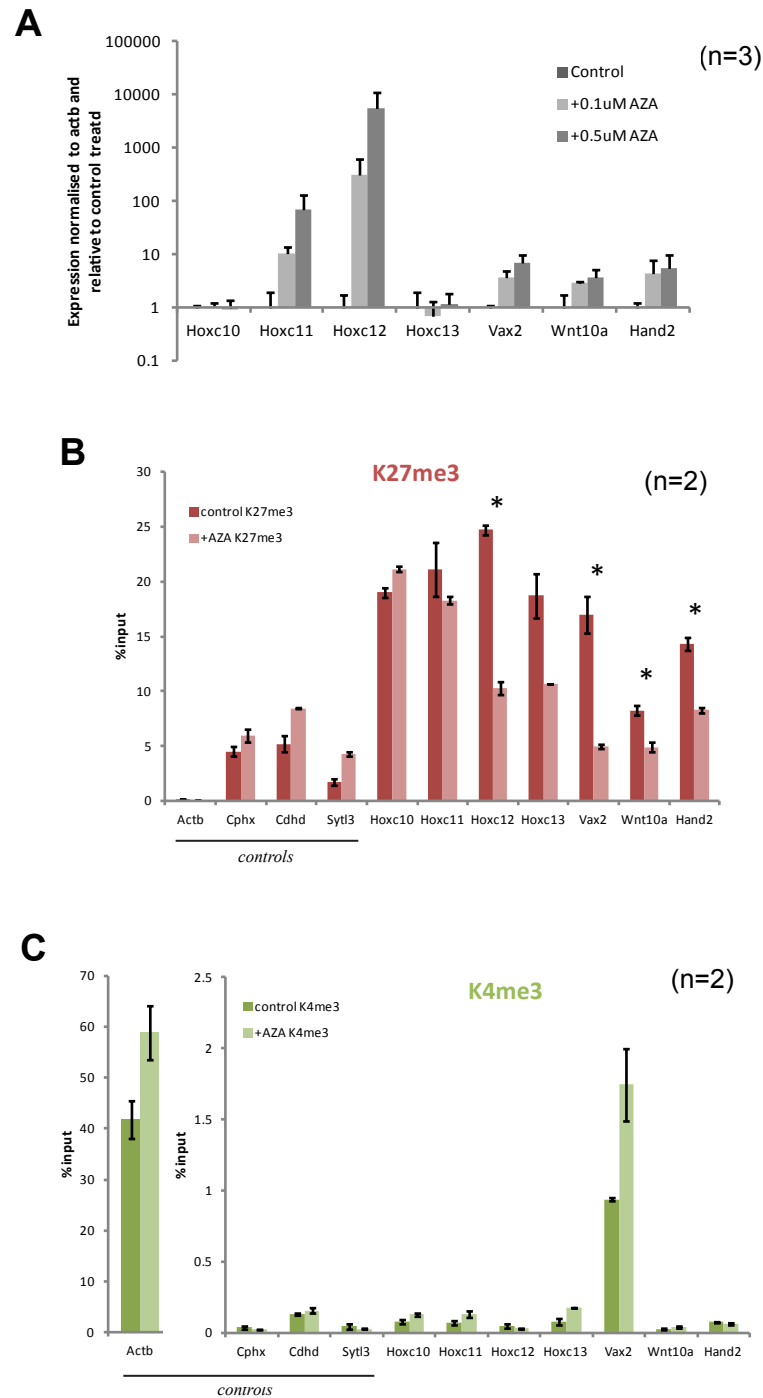 A
(n=3)
Expression normalised to actb and
relative to control treatd
100000
10000
1000
100
10
1
0.1
Control
+0.1uM AZA
+0.5uM AZA
Hoxc10 Hoxc11 Hoxc12 Hoxc13 Vax2 Wnt10a Hand2
B
K27me3
(n=2)
%input
30
25
20
15
10
5
0
control K27me3
+AZA K27me3
*
*
*
*
Actb Cphx Cdhd Sytl3 Hoxc10 Hoxc11 Hoxc12 Hoxc13 Vax2 Wnt10a Hand2
controls
C
K4me3
(n=2)
%input
70
60
50
40
30
20
10
0
%input
2.5
2
1.5
1
0.5
0
control K4me3
+AZA K4me3
Actb Cphx Cdhd Sytl3 Hoxc10 Hoxc11 Hoxc12 Hoxc13 Vax2 Wnt10a Hand2
controls